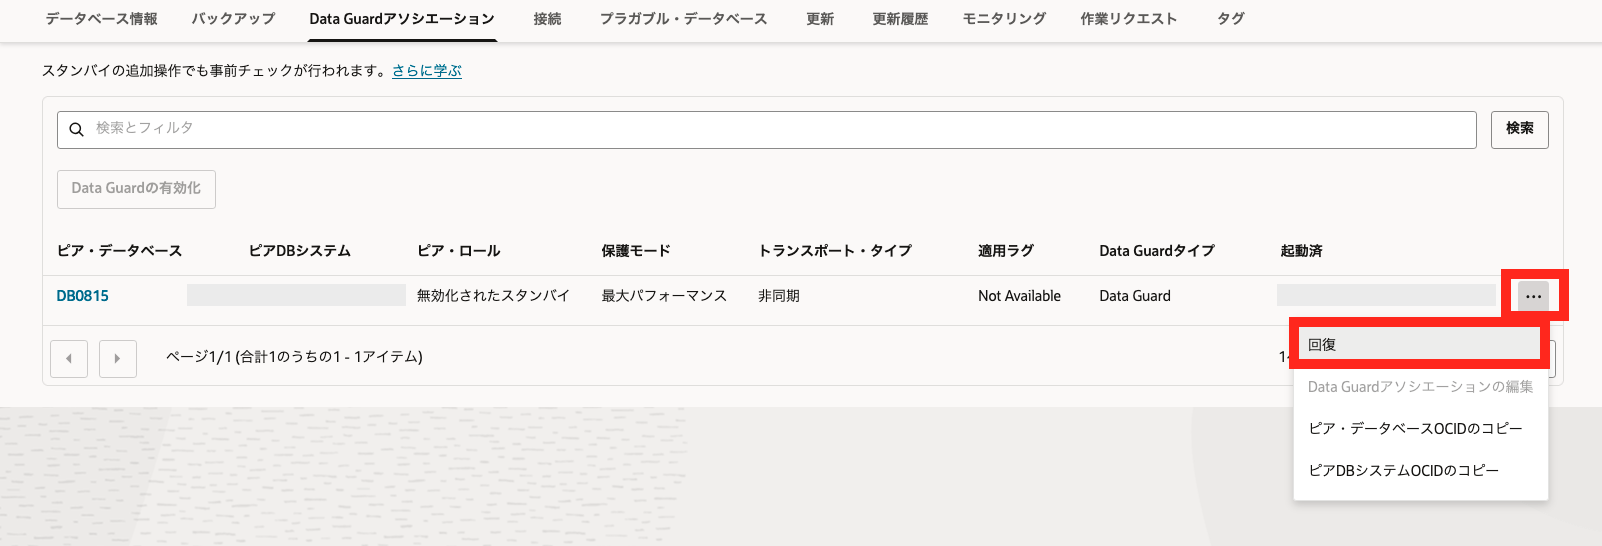 データベース情報 バックアップ Data Guardアソシエーション 接続 プラガブル・データベース 更新 更新履歴 モニタリング 作業リクエスト タグ
スタンバイの追加操作でも事前チェックが行われます。さらに学ぶ
検索とフィルタ 検索
Data Guardの有効化
ピア・データベース ピアDBシステム ピア・ロール 保護モード トランスポート・タイプ 適用ラグ Data Guardタイプ 起動済
DB0815 無効化されたスタンバイ 最大パフォーマンス 非同期 Not Available Data Guard ...
ページ1/1 (合計1のうちの1 - 1アイテム)
回復
Data Guardアソシエーションの編集
ピア・データベースOCIDのコピー
ピアDBシステムOCIDのコピー